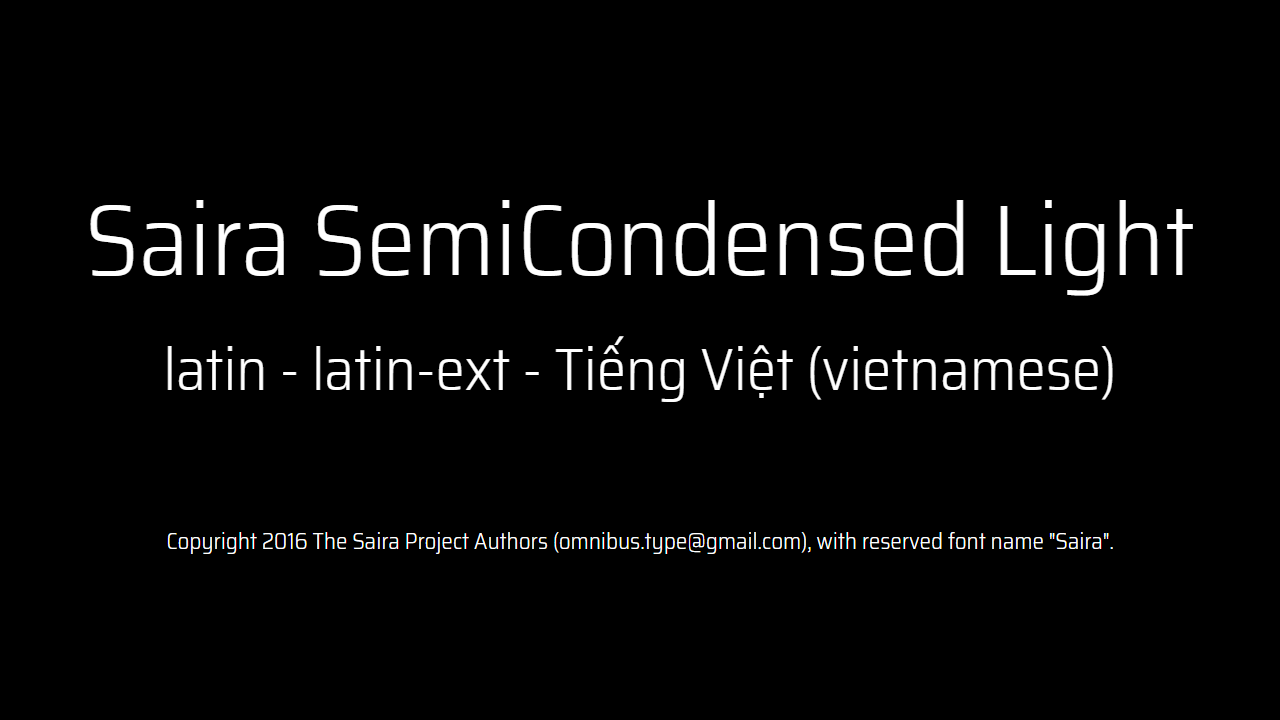 Saira SemiCondensed Light
latin - latin-ext - Tiếng Việt (vietnamese)
Copyright 2016 The Saira Project Authors (omnibus.type@gmail.com), with reserved font name "Saira".